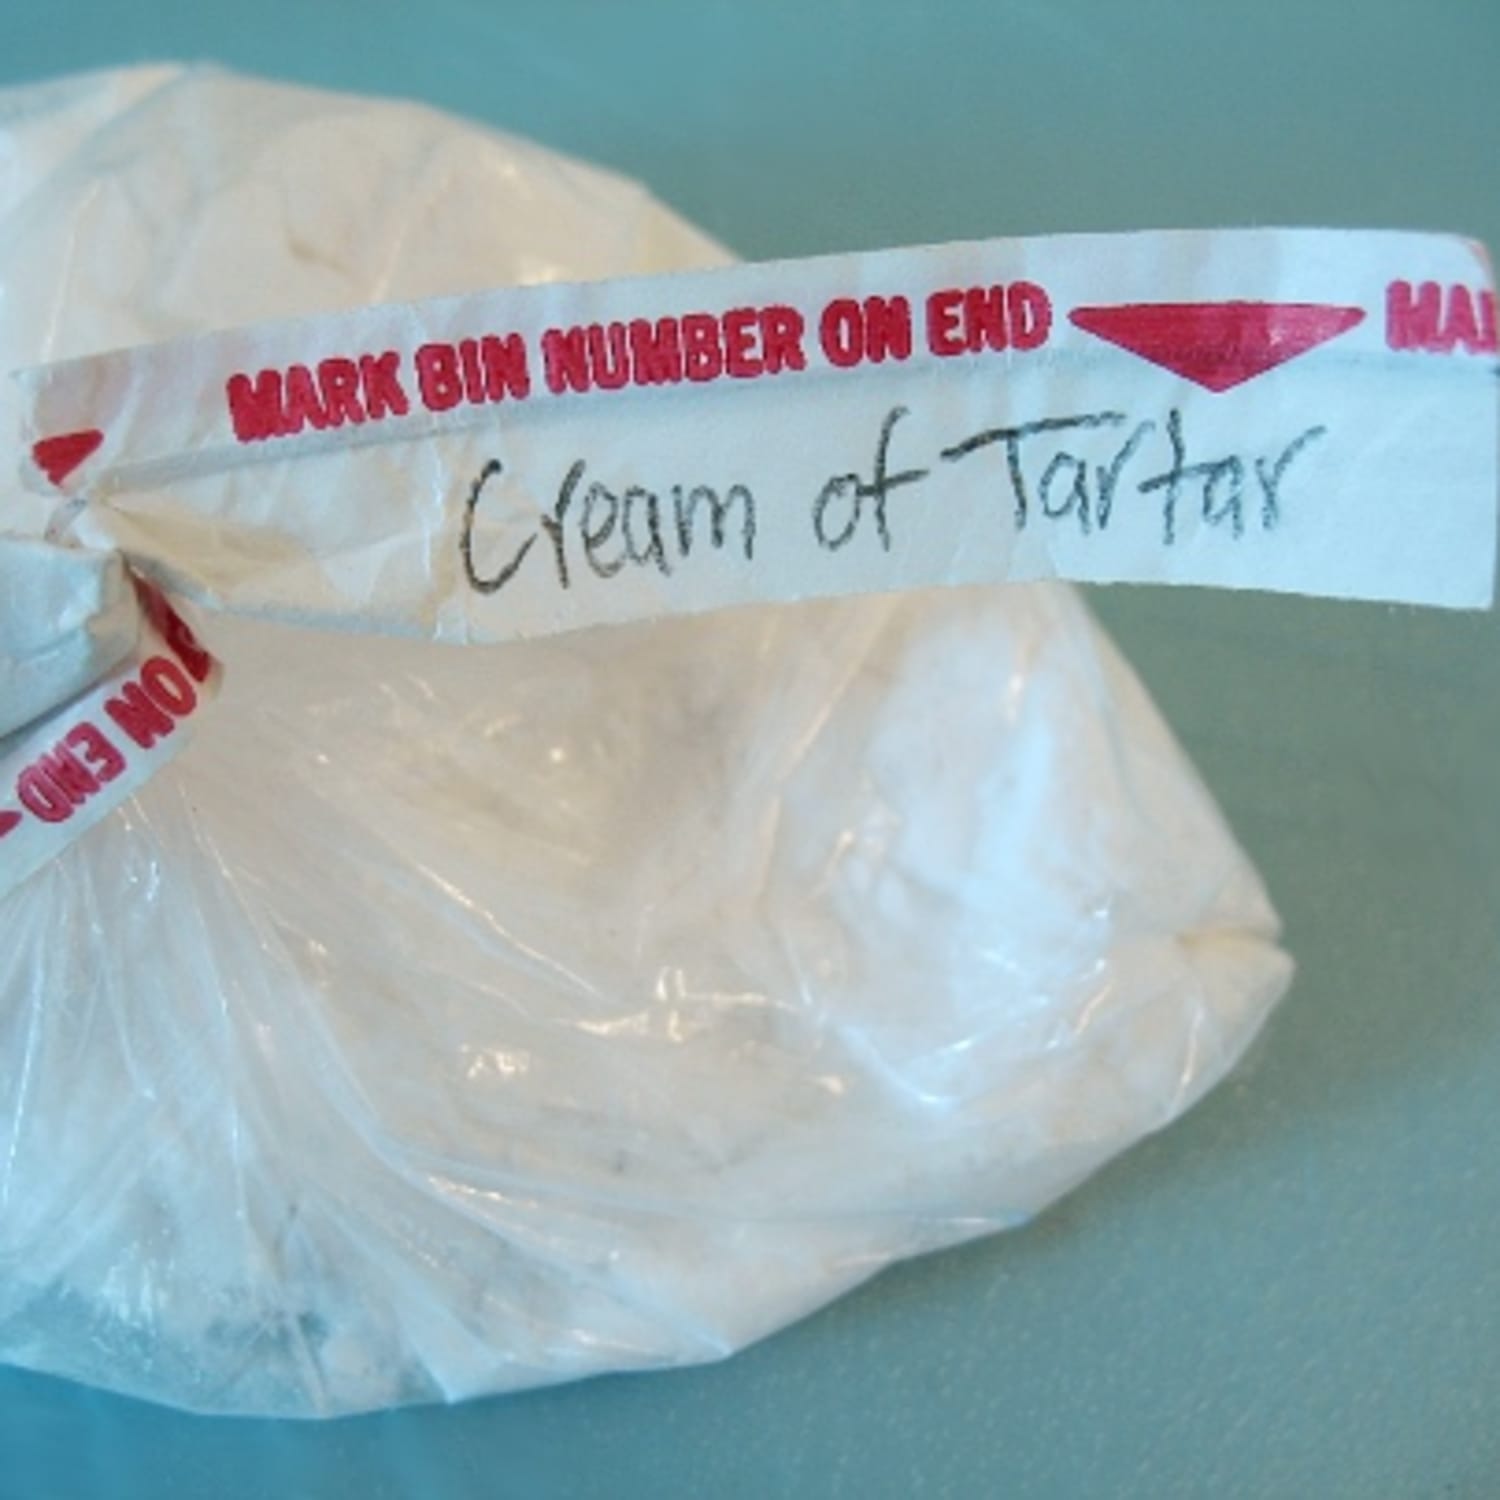 MARK BIN NUMBER ON END
Cream of Tartar
ON END